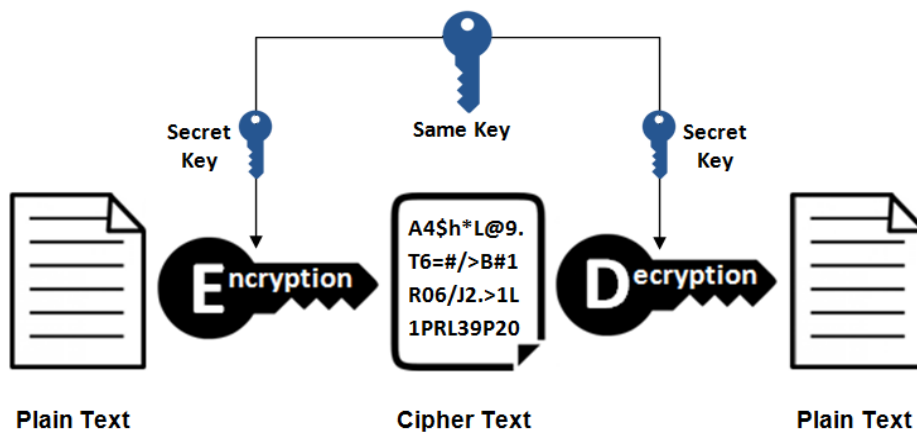 Same Key
Secret
Key
Secret
Key
Encryption
A4$h*L@9.
T6=#/>B#1
R06/J2.>1L
1PRL39P20
Decryption
Plain Text
Cipher Text
Plain Text